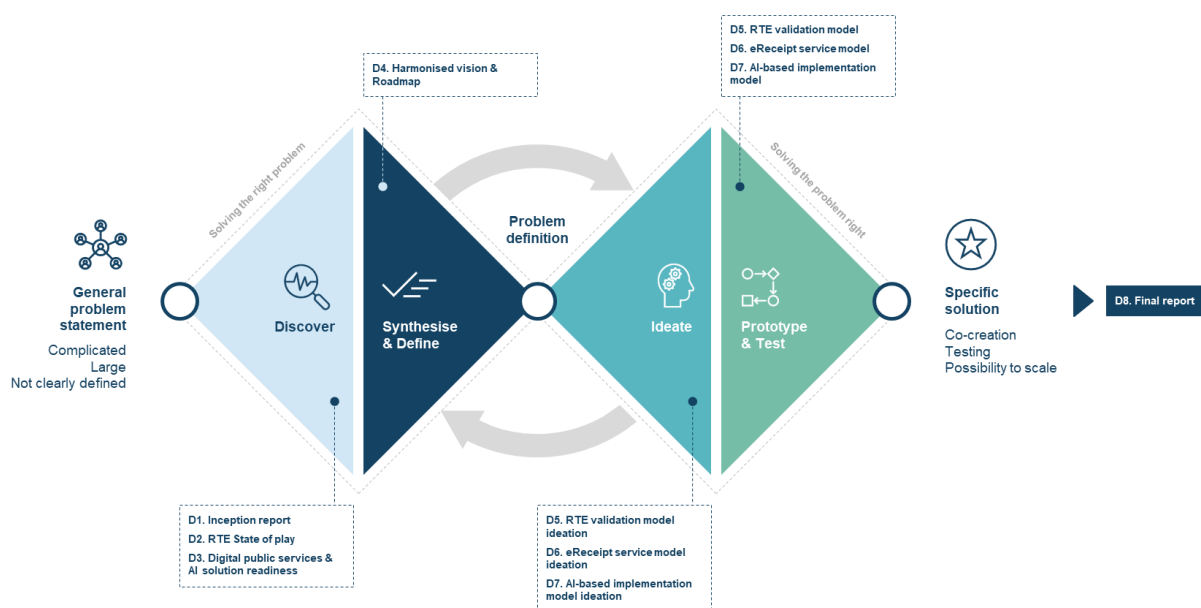 D5. RTE validation model
D6. eReceipt service model
D7. AI-based implementation
model
D4. Harmonised vision &
Roadmap
Solving the right problem
Solving the problem right
Problem
definition
General
problem
statement
Complicated
Large
Not clearly defined
Discover
Synthesise
& Define
Ideate
Prototype
& Test
Specific
solution
Co-creation
Testing
Possibility to scale
D8. Final report
D1. Inception report
D2. RTE State of play
D3. Digital public services &
AI solution readiness
D5. RTE validation model
ideation
D6. eReceipt service model
ideation
D7. AI-based implementation
model ideation